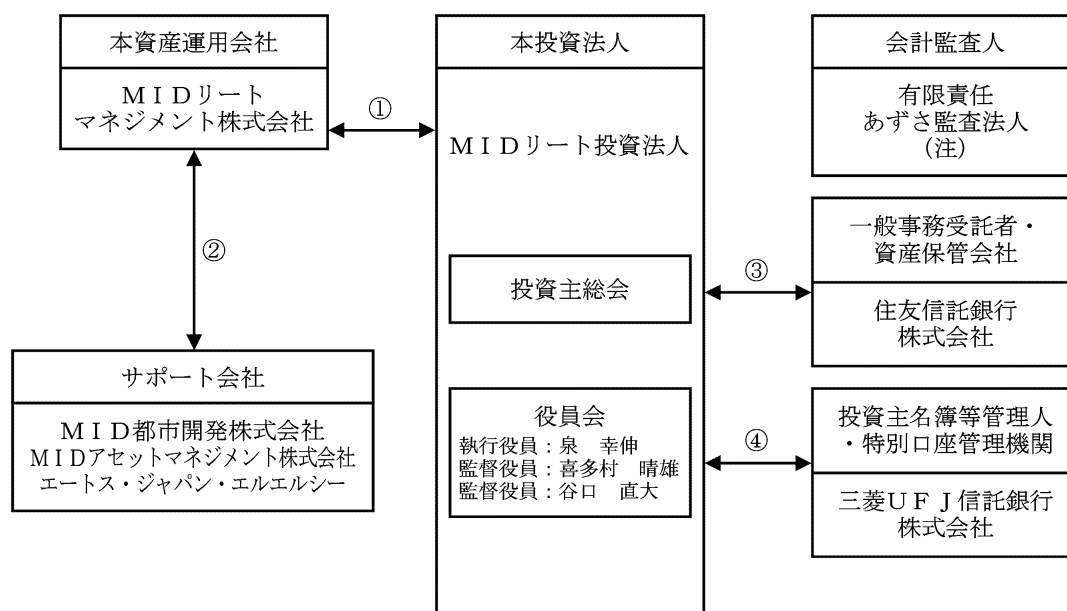 本資産運用会社
ＭＩＤリート
マネジメント株式会社
①
②
サポート会社
ＭＩＤ都市開発株式会社
ＭＩＤアセットマネジメント株式会社
エートス・ジャパン・エルエルシー
本投資法人
ＭＩＤリート投資法人
投資主総会
役員会
執行役員：泉　幸伸
監督役員：喜多村　晴雄
監督役員：谷口　直大
③
④
会計監査人
有限責任
あずさ監査法人
（注）
一般事務受託者・
資産保管会社
住友信託銀行
株式会社
投資主名簿等管理人
・特別口座管理機関
三菱ＵＦＪ信託銀行
株式会社